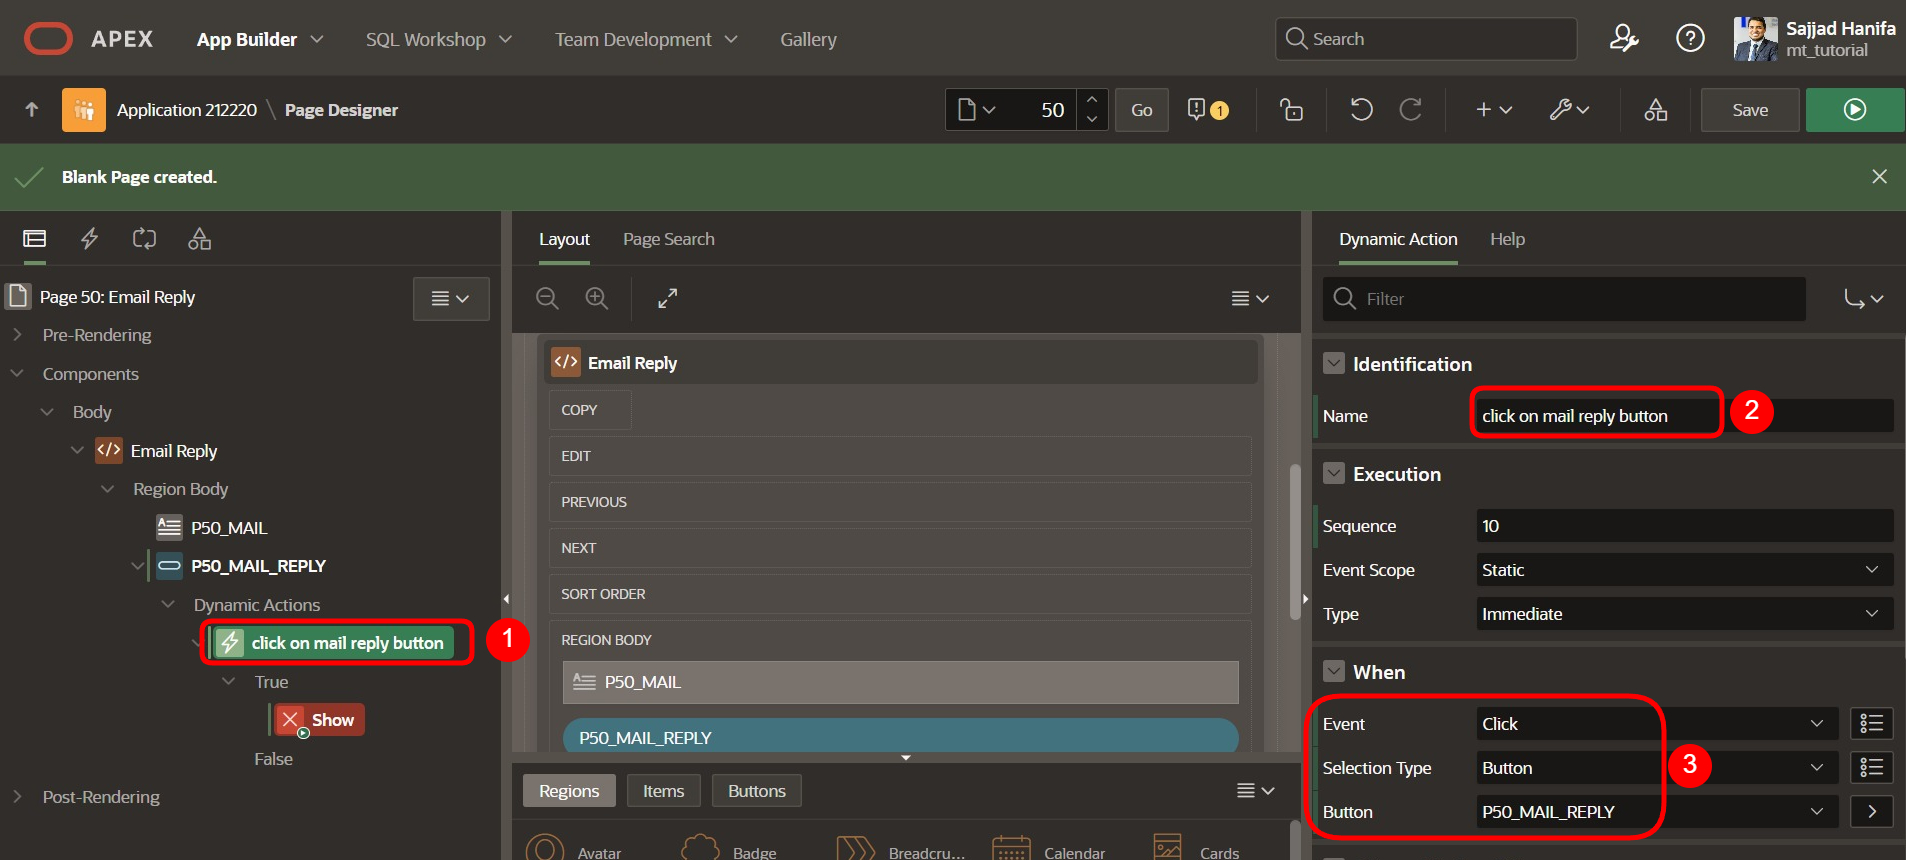 APEX App Builder SQL Workshop Team Development Gallery Search Sajjad Hanifa
mt_tutorial
Application 212220 \ Page Designer 50 Go 1 Save
Blank Page created.
Layout Page Search
Dynamic Action Help
Page 50: Email Reply
Pre-Rendering
Components
Body
Email Reply
Region Body
P50_MAIL
P50_MAIL_REPLY
Dynamic Actions
click on mail reply button 1
True
Show
False
Post-Rendering
Email Reply
COPY
EDIT
PREVIOUS
NEXT
SORT ORDER
REGION BODY
P50_MAIL
P50_MAIL_REPLY
Regions Items Buttons
Avatar Badge Breadcru... Calendar Cards
Filter
Identification
Name click on mail reply button 2
Execution
Sequence 10
Event Scope Static
Type Immediate
When
Event Click
Selection Type Button 3
Button P50_MAIL_REPLY